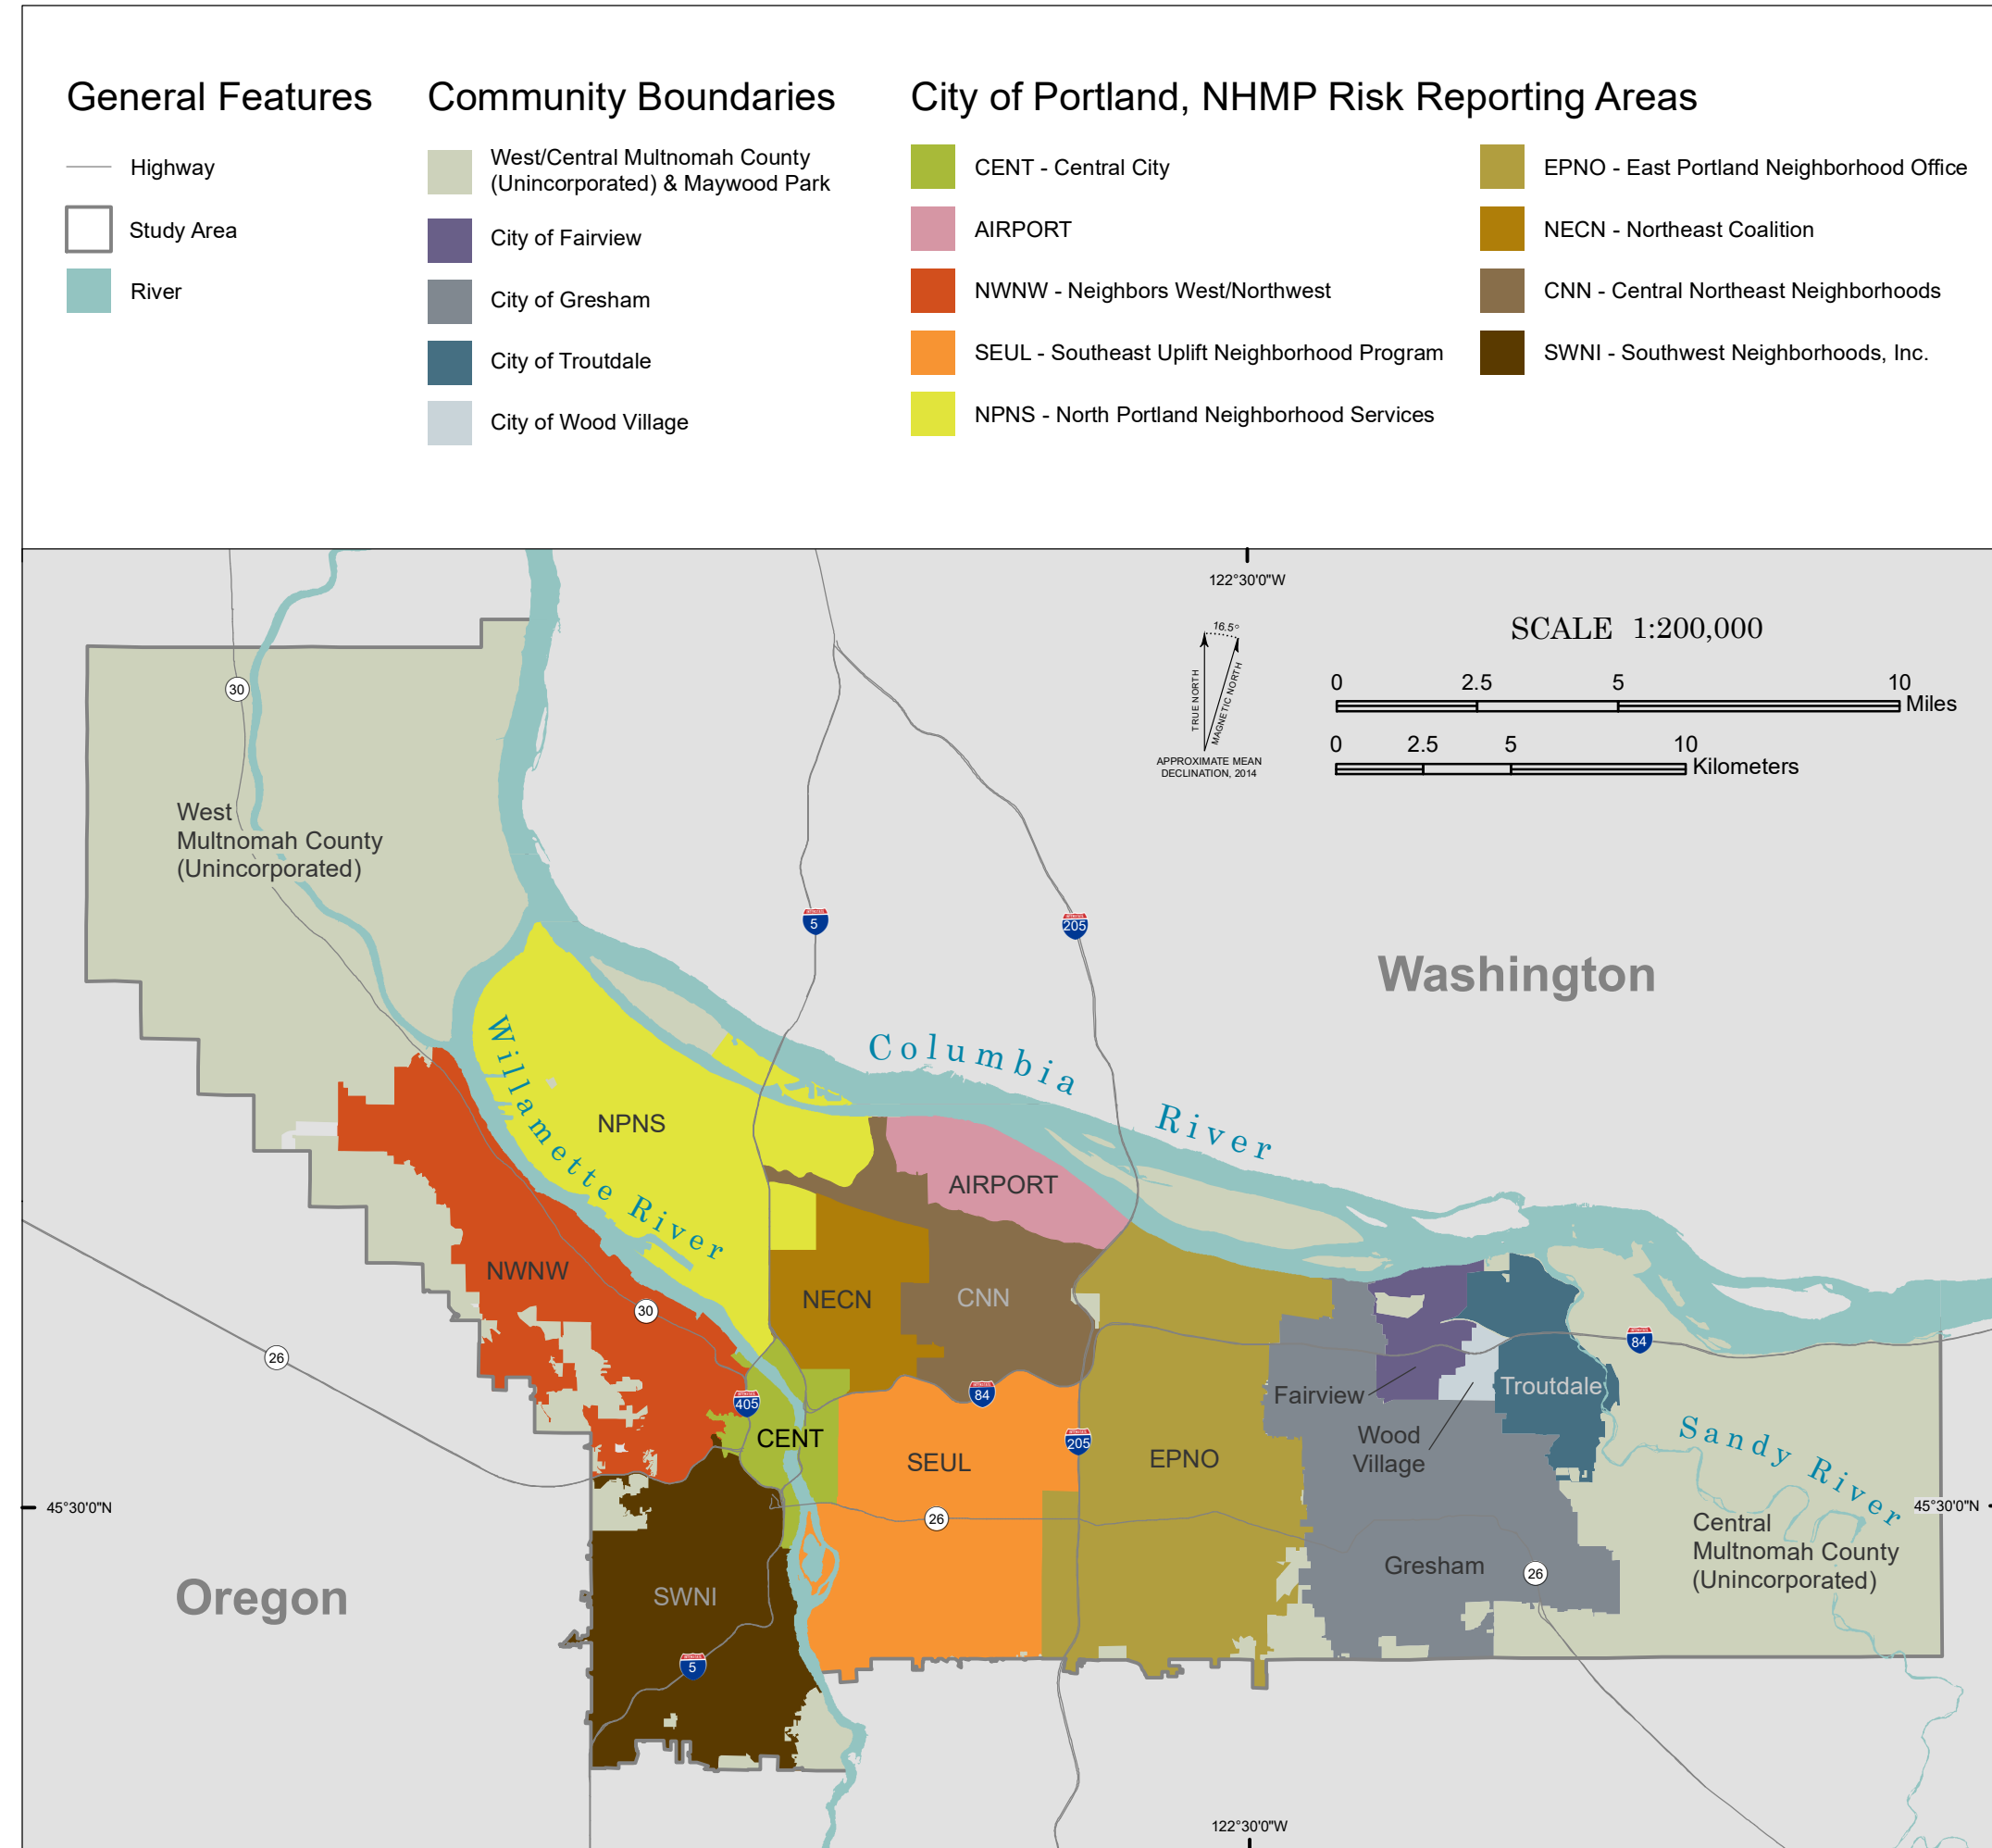 General Features
Highway
Study Area
River
Community Boundaries
West/Central Multnomah County
(Unincorporated) & Maywood Park
City of Fairview
City of Gresham
City of Troutdale
City of Wood Village
City of Portland, NHMP Risk Reporting Areas
CENT - Central City
AIRPORT
NWNW - Neighbors West/Northwest
SEUL - Southeast Uplift Neighborhood Program
NPNS - North Portland Neighborhood Services
EPNO - East Portland Neighborhood Office
NECN - Northeast Coalition
CNN - Central Northeast Neighborhoods
SWNI - Southwest Neighborhoods, Inc.
122°30'0"W
16.5°
TRUE NORTH
MAGNETIC NORTH
APPROXIMATE MEAN
DECLINATION, 2014
SCALE 1:200,000
0 2.5 5 10
Miles
0 2.5 5 10
Kilometers
30
West
Multnomah County
(Unincorporated)
5
205
Washington
Columbia River
Willamette River
NPNS
AIRPORT
NWNW
30
NECN
CNN
26
84
405
84
Fairview
Troutdale
CENT
205
Wood
Village
SEUL
EPNO
Sandy River
45°30'0"N
45°30'0"N
26
Central
Multnomah County
(Unincorporated)
Gresham
26
Oregon
SWNI
5
122°30'0"W